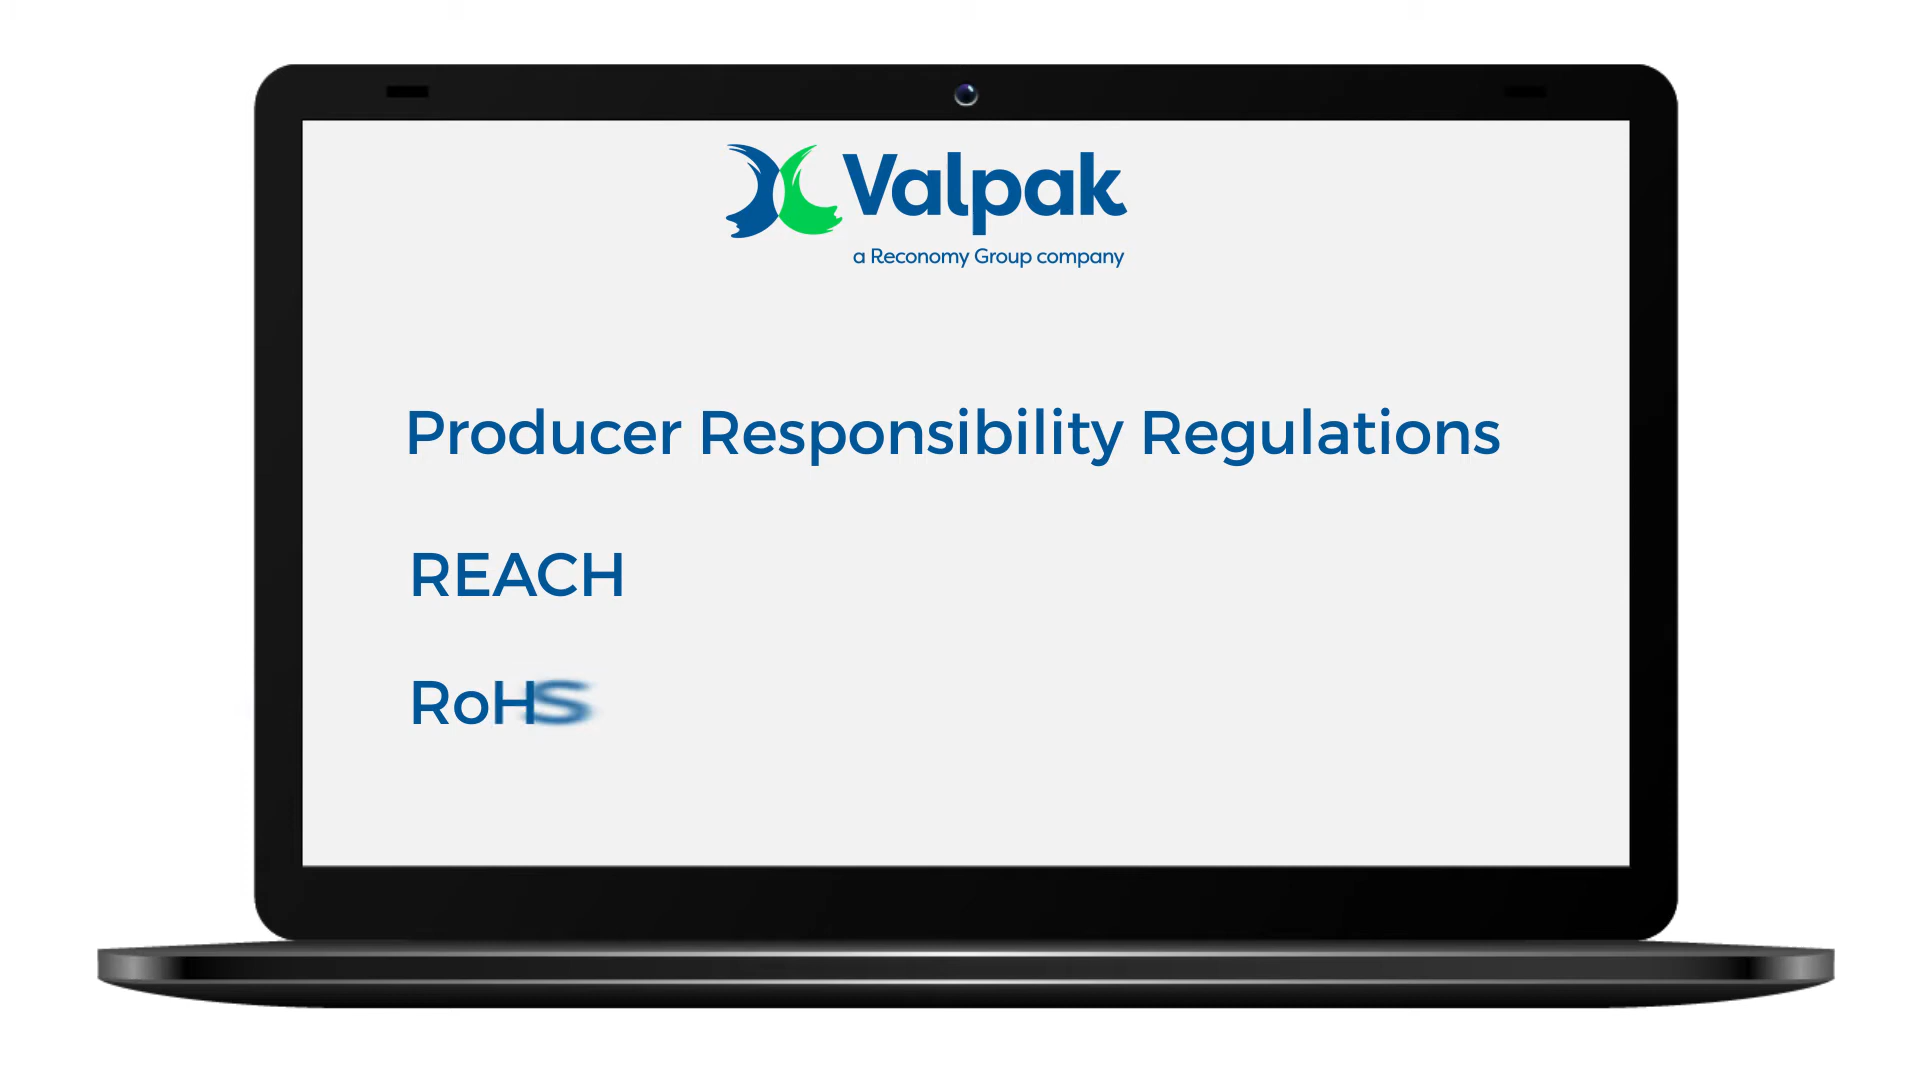 Valpak
a Reconomy Group company
Producer Responsibility Regulations
REACH
RoHS